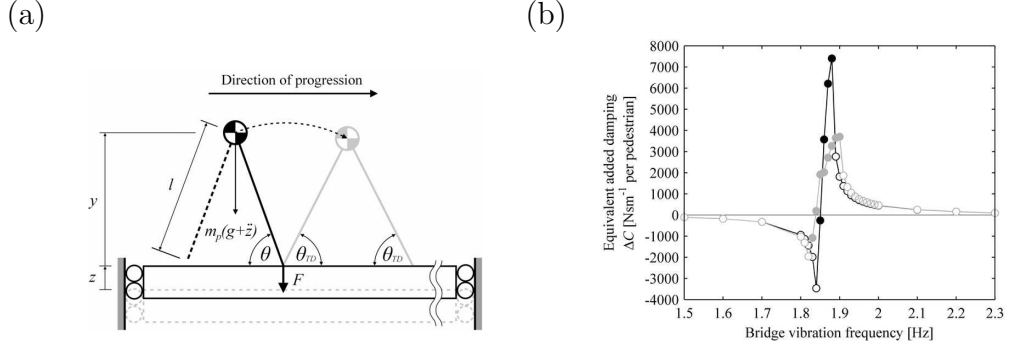 (a)
Direction of progression
l
y
m_p(g+z̈)
θ
θ_TD
θ_TD
z
F
(b)
Equivalent added damping
ΔC [Nsm⁻¹ per pedestrian]
8000
7000
6000
5000
4000
3000
2000
1000
0
-1000
-2000
-3000
-4000
1.5 1.6 1.7 1.8 1.9 2 2.1 2.2 2.3
Bridge vibration frequency [Hz]